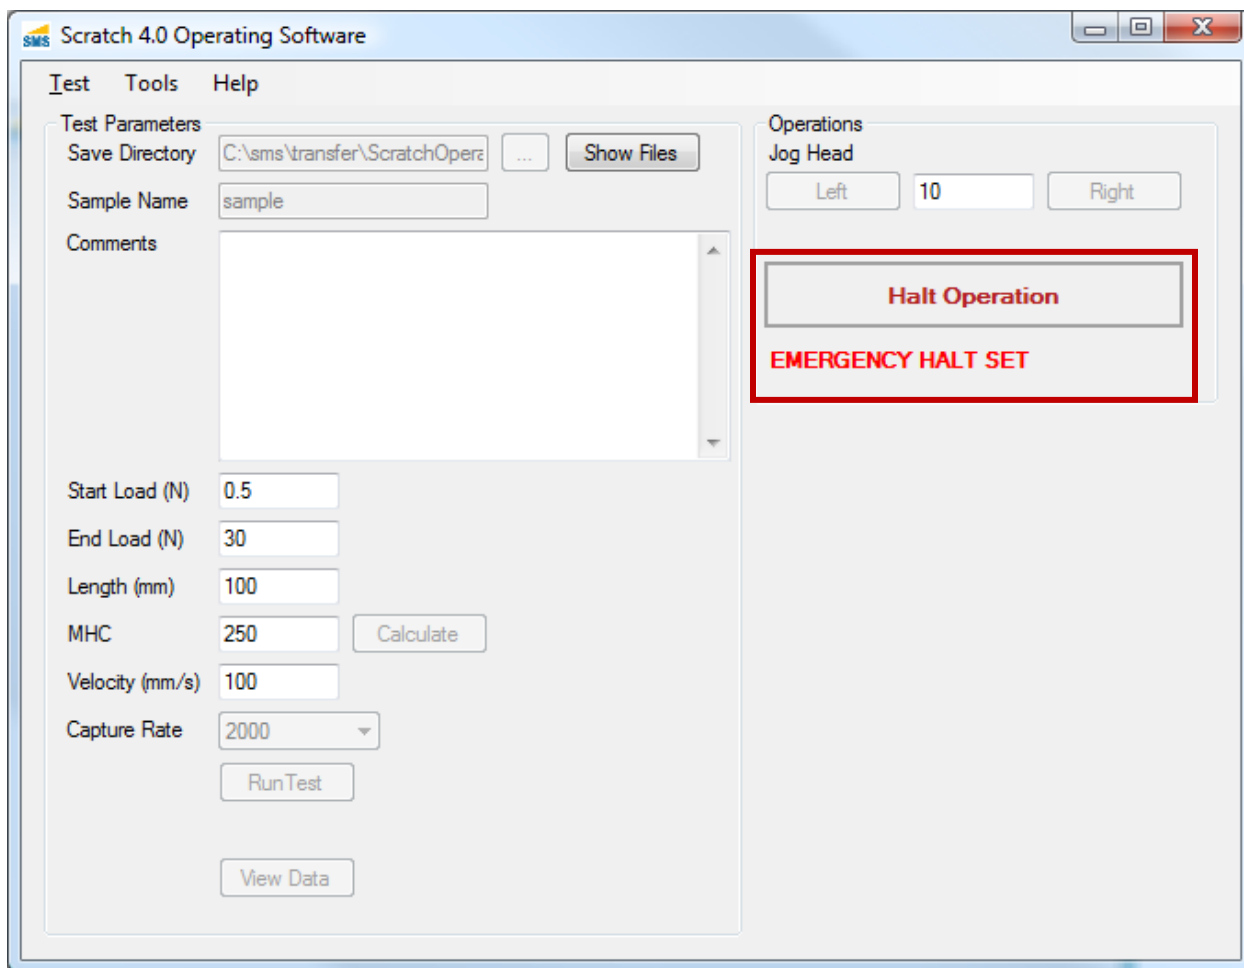 SMS Scratch 4.0 Operating Software
Test Tools Help
Test Parameters
Save Directory C:\sms\transfer\ScratchOpera ... Show Files
Sample Name sample
Comments
Start Load (N) 0.5
End Load (N) 30
Length (mm) 100
MHC 250 Calculate
Velocity (mm/s) 100
Capture Rate 2000
RunTest
View Data
Operations
Jog Head
Left 10 Right
Halt Operation
EMERGENCY HALT SET